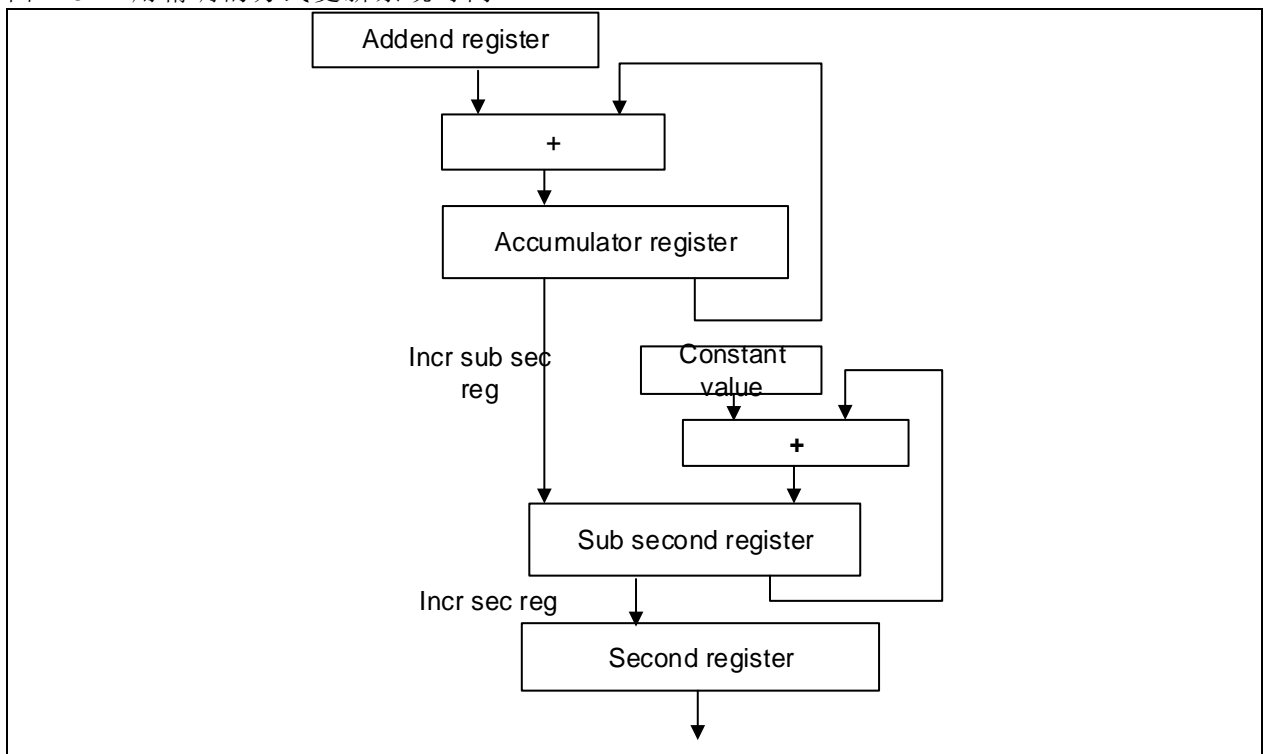 Addend register
+
Accumulator register
Incr sub sec
reg
Constant
value
+
Sub second register
Incr sec reg
Second register